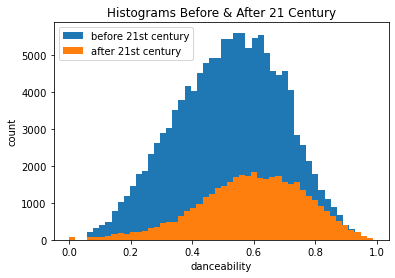 Histograms Before & After 21 Century
before 21st century
after 21st century
5000
4000
3000
2000
1000
0
count
0.0 0.2 0.4 0.6 0.8 1.0
danceability